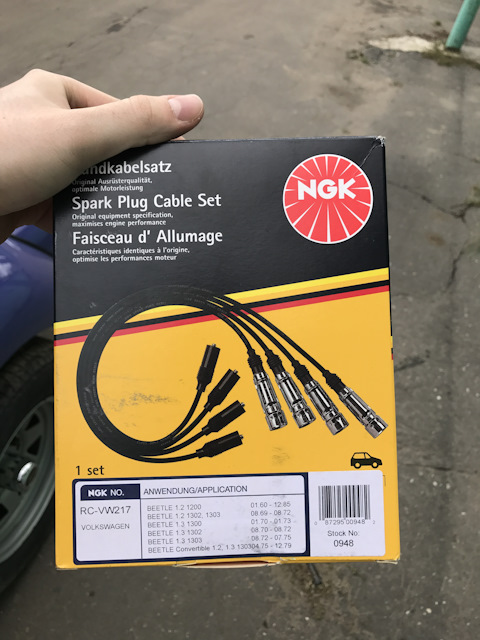 ndkabelsatz
Original Ausrüsterqualität,
optimale Motorleistung
Spark Plug Cable Set
Original equipment specification,
maximises engine performance
Faisceau d' Allumage
Caractéristiques identiques à l'origine,
optimise les performances moteur
NGK
1 set
NGK NO.
RC-VW217
VOLKSWAGEN
ANWENDUNG/APPLICATION
BEETLE 1.2 1200 01.60 - 12.85
BEETLE 1.2 1302, 1303 08.69 - 08.72
BEETLE 1.3 1300 01.70 - 01.73
BEETLE 1.3 1302 08.70 - 08.72
BEETLE 1.3 1303 08.72 - 07.75
BEETLE Convertible 1.2, 1.3 130304.75 - 12.79
0 87295 00948
Stock No:
0948